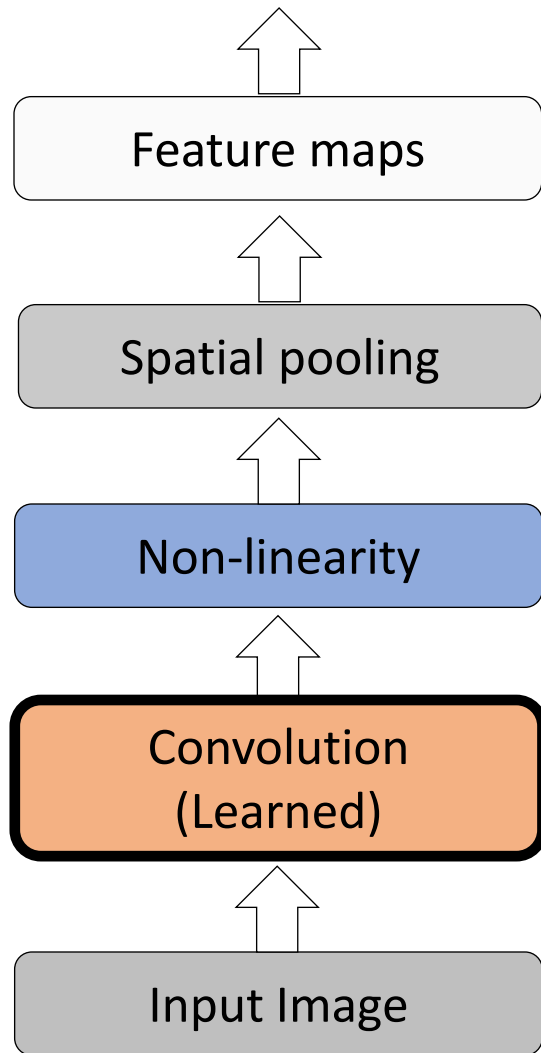 Feature maps
Spatial pooling
Non-linearity
Convolution
(Learned)
Input Image